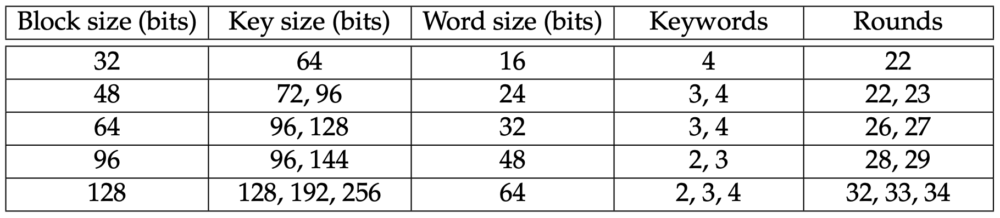 Block size (bits) Key size (bits) Word size (bits) Keywords Rounds
32 64 16 4 22
48 72, 96 24 3, 4 22, 23
64 96, 128 32 3, 4 26, 27
96 96, 144 48 2, 3 28, 29
128 128, 192, 256 64 2, 3, 4 32, 33, 34